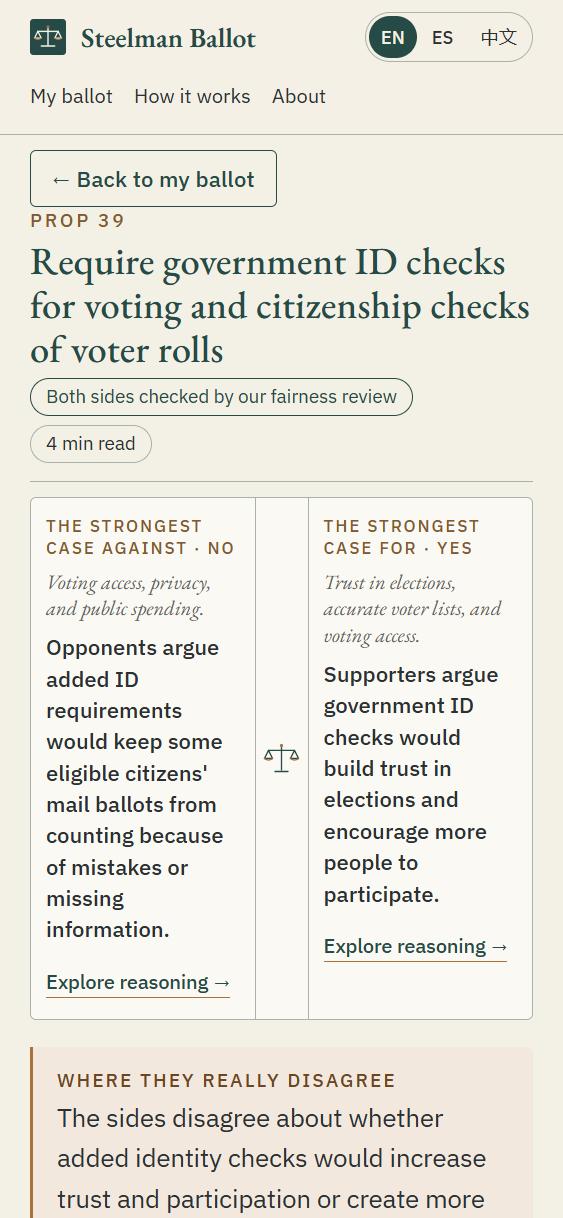 Steelman Ballot
EN ES 中文
My ballot How it works About
← Back to my ballot
PROP 39
Require government ID checks
for voting and citizenship checks
of voter rolls
Both sides checked by our fairness review
4 min read
THE STRONGEST
CASE AGAINST · NO
Voting access, privacy,
and public spending.
Opponents argue
added ID
requirements
would keep some
eligible citizens'
mail ballots from
counting because
of mistakes or
missing
information.
Explore reasoning →
THE STRONGEST
CASE FOR · YES
Trust in elections,
accurate voter lists, and
voting access.
Supporters argue
government ID
checks would
build trust in
elections and
encourage more
people to
participate.
Explore reasoning →
WHERE THEY REALLY DISAGREE
The sides disagree about whether
added identity checks would increase
trust and participation or create more